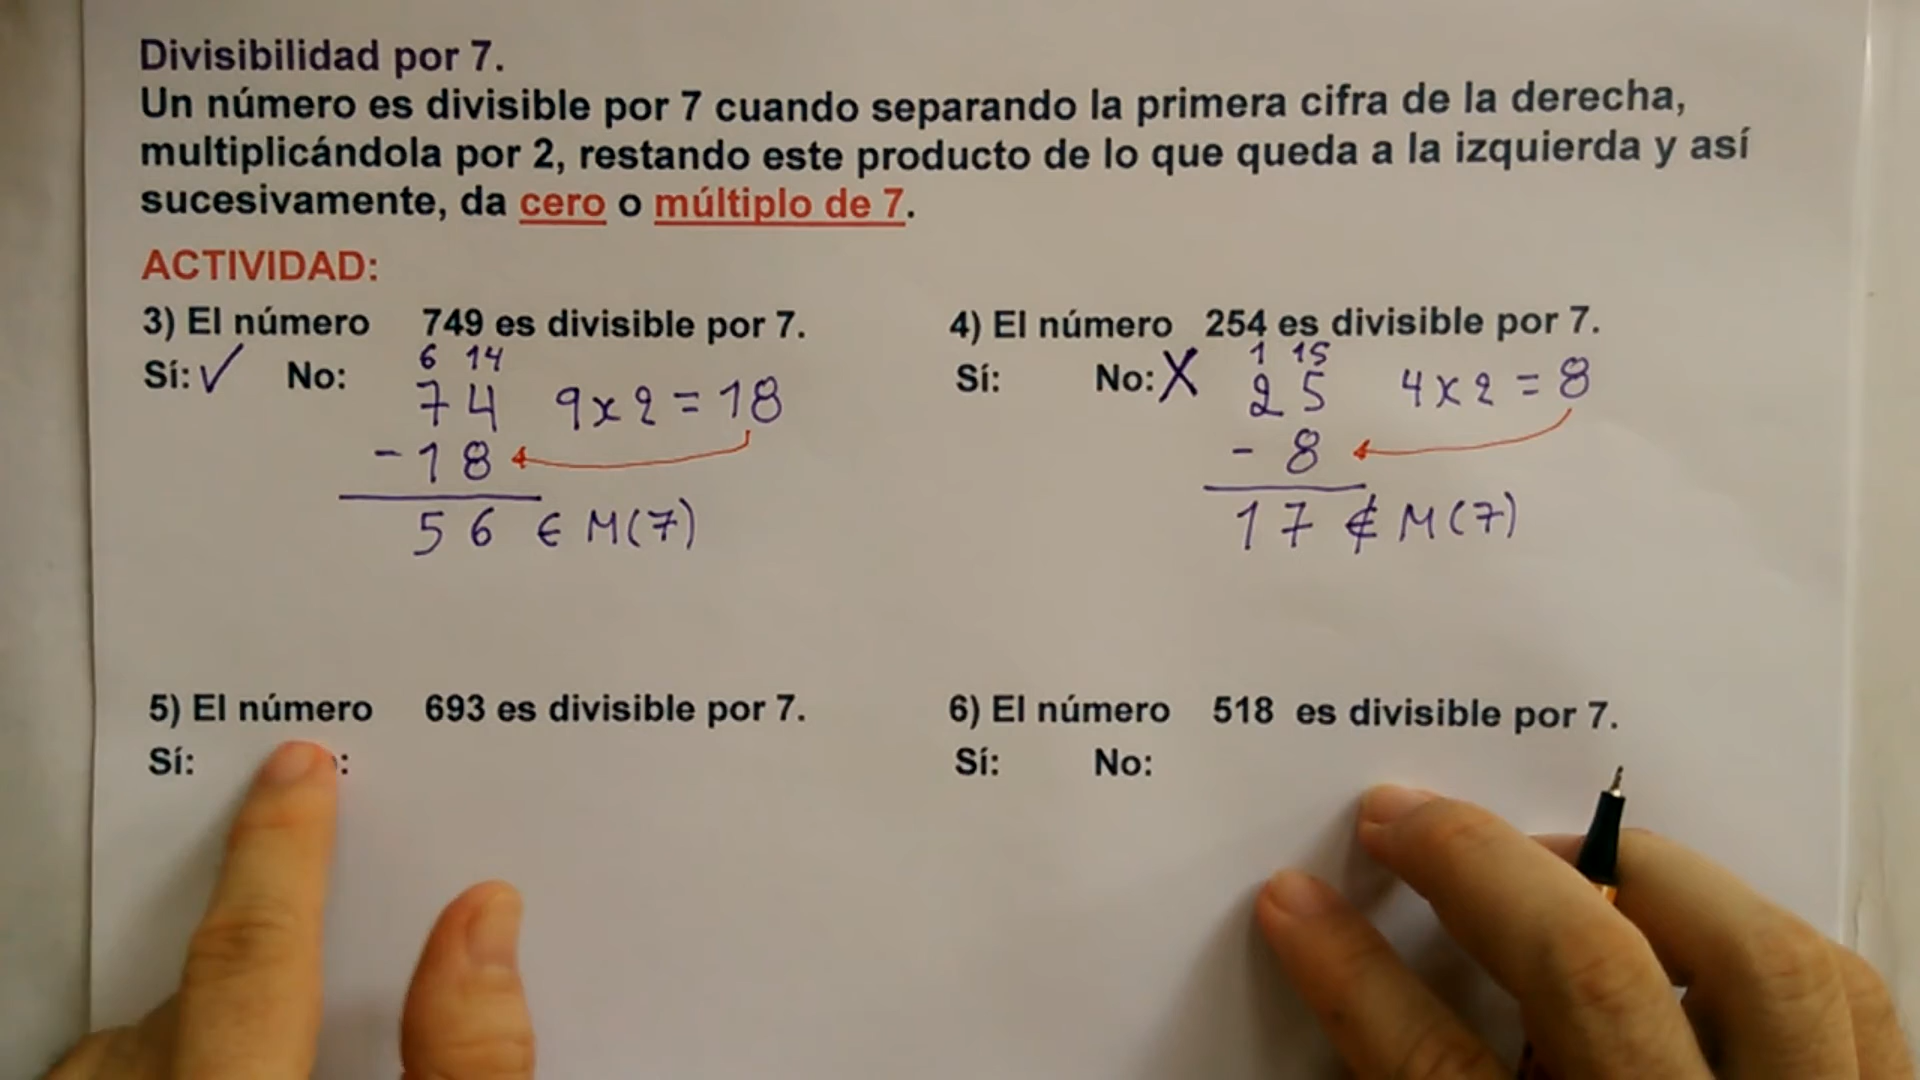 Divisibilidad por 7.
Un número es divisible por 7 cuando separando la primera cifra de la derecha,
multiplicándola por 2, restando este producto de lo que queda a la izquierda y así
sucesivamente, da cero o múltiplo de 7.
ACTIVIDAD:
3) El número 749 es divisible por 7.
Sí: ✓ No:
6 14
74 9 x 2 = 18
- 18
56 ∈ M(7)
4) El número 254 es divisible por 7.
Sí: No: X
1 15
25 4 x 2 = 8
- 8
17 ∉ M(7)
5) El número 693 es divisible por 7.
Sí: :
6) El número 518 es divisible por 7.
Sí: No: